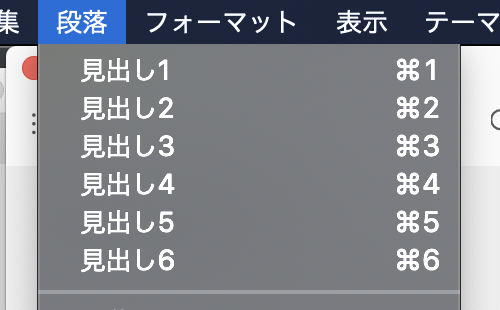 集 段落 フォーマット 表示 テーマ
見出し1 ⌘1
見出し2 ⌘2
見出し3 ⌘3
見出し4 ⌘4
見出し5 ⌘5
見出し6 ⌘6